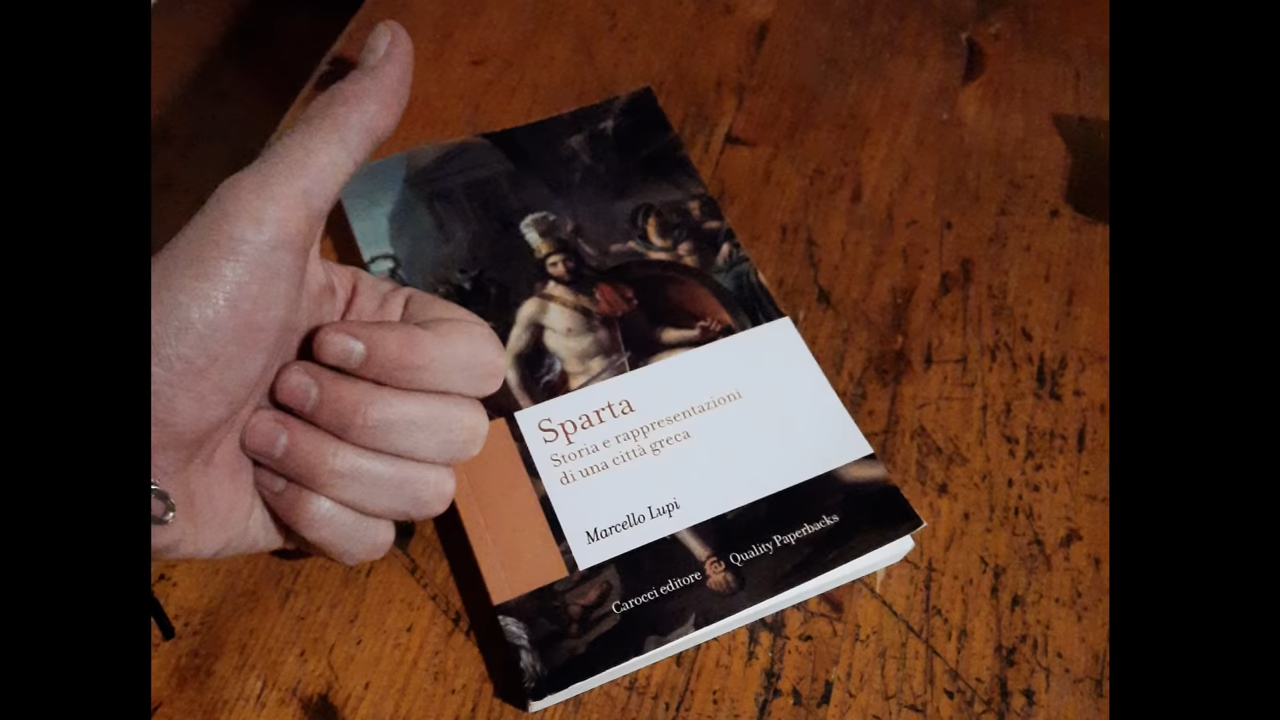 Sparta
Storia e rappresentazioni
di una città greca
Marcello Lupi
Carocci editore Quality Paperbacks